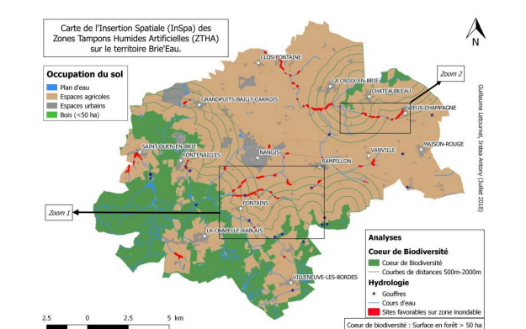 Carte de l'Insertion Spatiale (InSpa) des
Zones Tampons Humides Artificielles (ZTHA)
sur le territoire Brie'Eau.
N
Occupation du sol
Plan d'eau
Espaces agricoles
Espaces urbains
Bois (<50 ha)
CLOS-FONTAINE
LA CROIX-EN-BRIE
CHATEAUBLEAU
Zoom 2
GRANDPUITS-BAILLY-CARROIS
VIEUX-CHAMPAGNE
SAINT-OUEN-EN-BRIE
FONTENAILLES
NANGIS
RAMPILLON
VANVILLE
MAISON-ROUGE
Zoom 1
FONTAINS
LA CHAPELLE-RABLAIS
VILLENEUVE-LES-BORDES
Analyses
Coeur de Biodiversité
Coeur de Biodiversité
Courbes de distances 500m-2000m
Hydrologie
Gouffres
Cours d'eau
Sites favorables sur zone inondable
2.5 0 2.5 5 km
Coeur de biodiversité : Surface en forêt > 50 ha